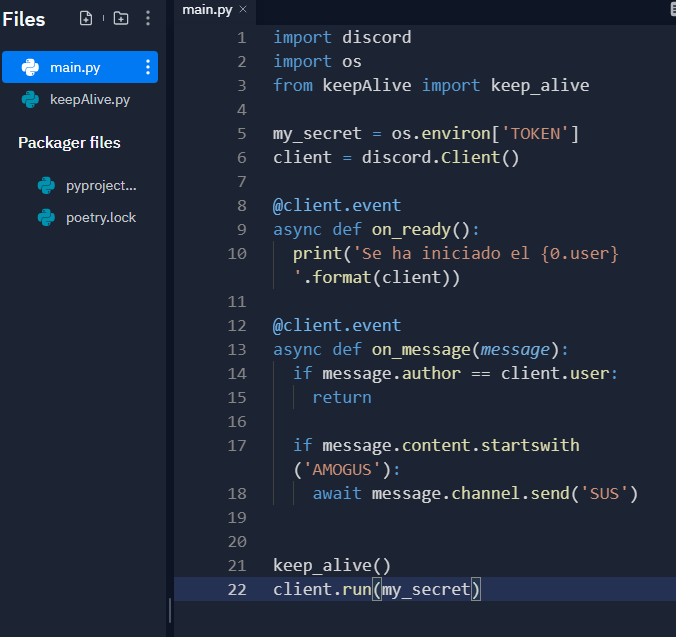 Files
main.py
keepAlive.py
Packager files
pyproject...
poetry.lock
main.py ×
1 import discord
2 import os
3 from keepAlive import keep_alive
4
5 my_secret = os.environ['TOKEN']
6 client = discord.Client()
7
8 @client.event
9 async def on_ready():
10 print('Se ha iniciado el {0.user}
'.format(client))
11
12 @client.event
13 async def on_message(message):
14 if message.author == client.user:
15 return
16
17 if message.content.startswith
('AMOGUS'):
18 await message.channel.send('SUS')
19
20
21 keep_alive()
22 client.run(my_secret)